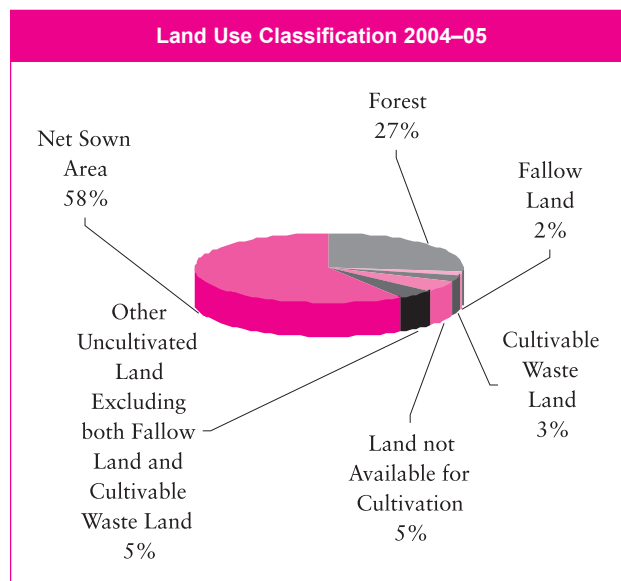 Land Use Classification 2004–05
Forest
27%
Net Sown
Area
58%
Fallow
Land
2%
Other
Uncultivated
Land
Excluding
both Fallow
Land and
Cultivable
Waste Land
5%
Cultivable
Waste
Land
3%
Land not
Available for
Cultivation
5%